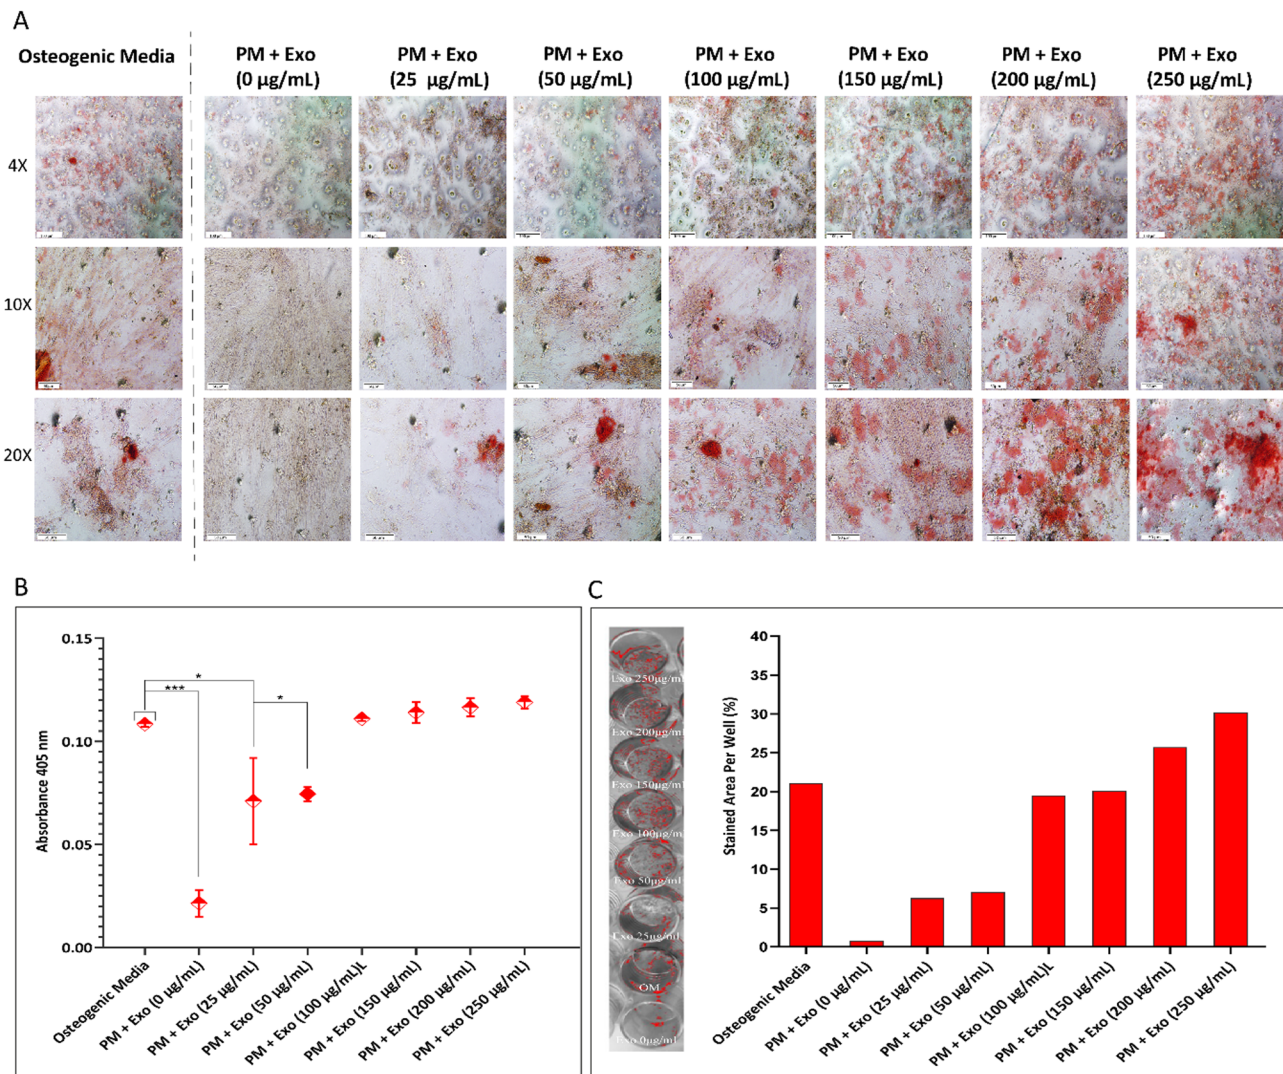 A
Osteogenic Media
PM + Exo
(0 µg/mL)
PM + Exo
(25 µg/mL)
PM + Exo
(50 µg/mL)
PM + Exo
(100 µg/mL)
PM + Exo
(150 µg/mL)
PM + Exo
(200 µg/mL)
PM + Exo
(250 µg/mL)
4X
10X
20X
B
Absorbance 405 nm
0.15
0.10
0.05
0.00
*
***
*
Osteogenic Media
PM + Exo (0 µg/mL)
PM + Exo (25 µg/mL)
PM + Exo (50 µg/mL)
PM + Exo (100 µg/mL)L
PM + Exo (150 µg/mL)
PM + Exo (200 µg/mL)
PM + Exo (250 µg/mL)
C
Exo 250µg/ml
Exo 200µg/ml
Exo 150µg/ml
Exo 100µg/ml
Exo 50µg/ml
Exo 25µg/mL
OM
Exo 0µg/ml
Stained Area Per Well (%)
40
35
30
25
20
15
10
5
0
Osteogenic Media
PM + Exo (0 µg/mL)
PM + Exo (25 µg/mL)
PM + Exo (50 µg/mL)
PM + Exo (100 µg/mL)L
PM + Exo (150 µg/mL)
PM + Exo (200 µg/mL)
PM + Exo (250 µg/mL)